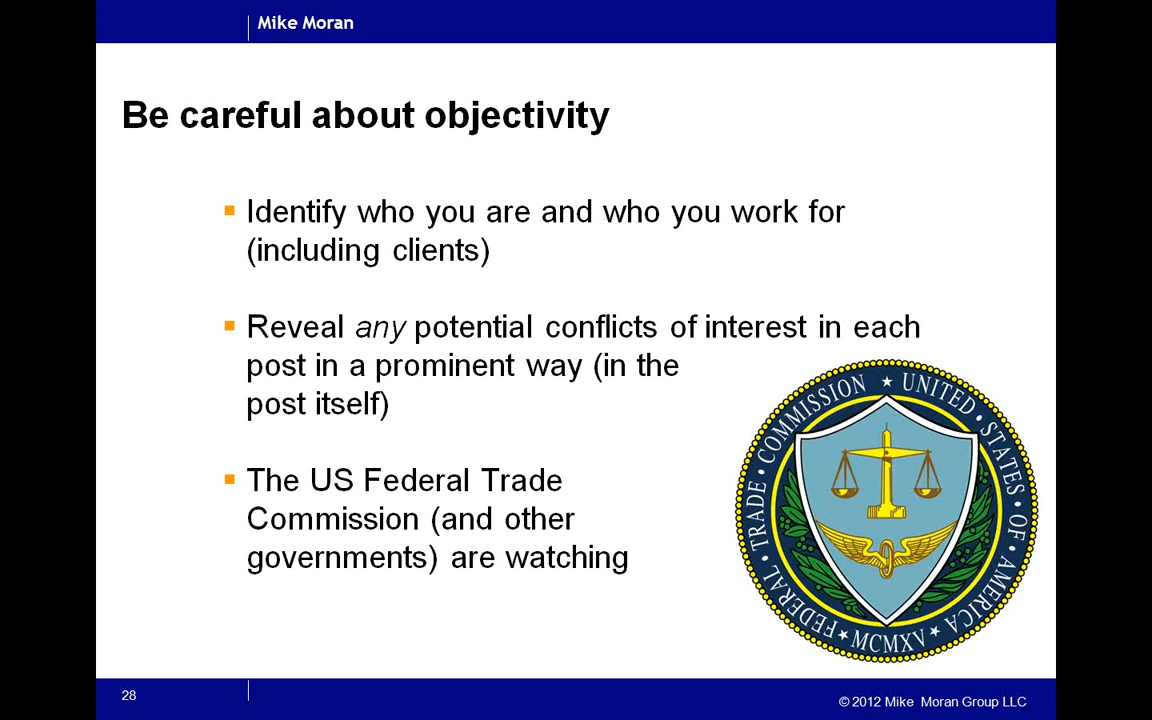 Mike Moran
Be careful about objectivity
▪ Identify who you are and who you work for
(including clients)
▪ Reveal any potential conflicts of interest in each
post in a prominent way (in the
post itself)
▪ The US Federal Trade
Commission (and other
governments) are watching
FEDERAL • TRADE • COMMISSION ★ UNITED • STATES • OF • AMERICA ★ MCMXV ★
28
© 2012 Mike Moran Group LLC